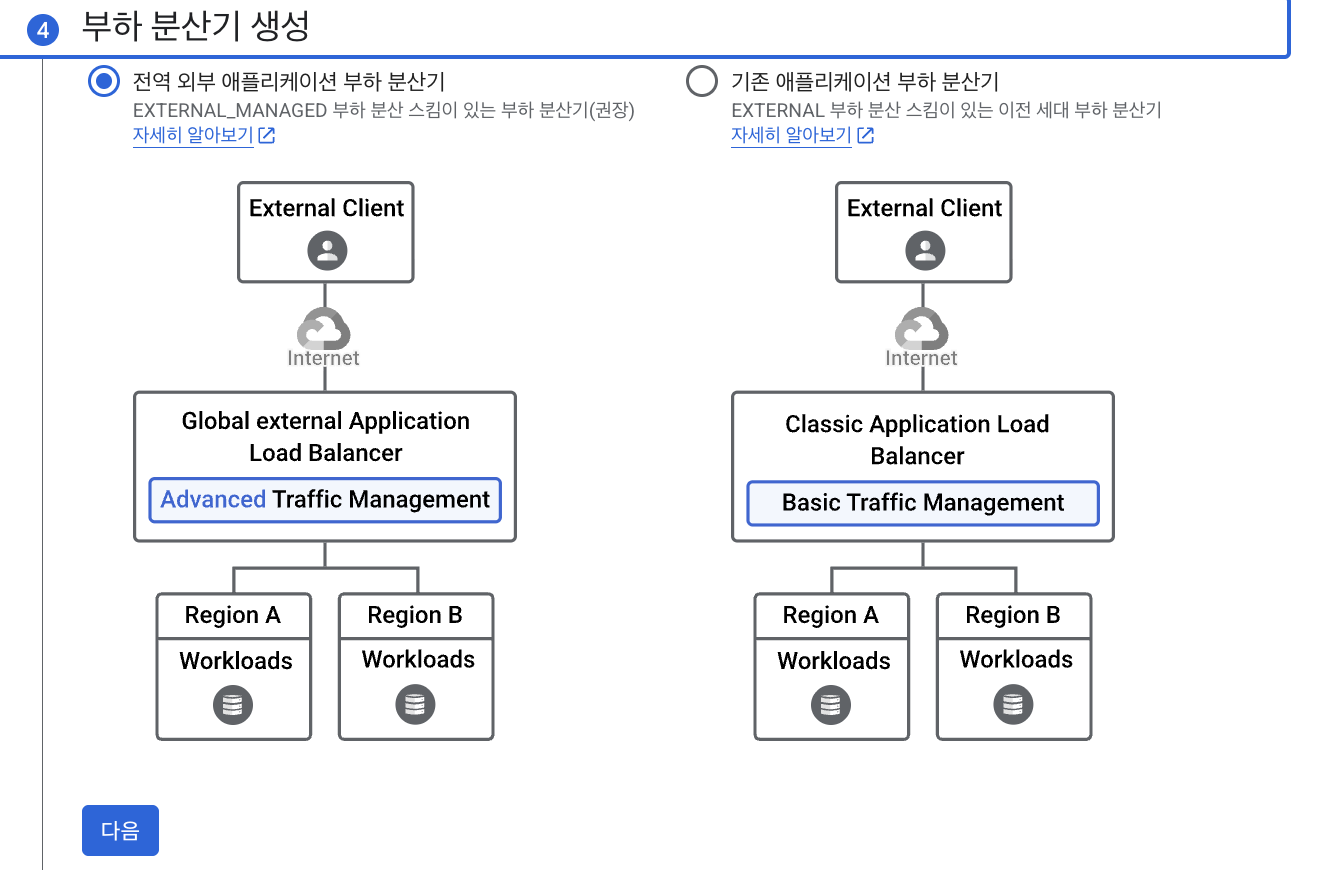 4 부하 분산기 생성
전역 외부 애플리케이션 부하 분산기
EXTERNAL_MANAGED 부하 분산 스킴이 있는 부하 분산기(권장)
자세히 알아보기
External Client
Internet
Global external Application
Load Balancer
Advanced Traffic Management
Region A
Workloads
Region B
Workloads
기존 애플리케이션 부하 분산기
EXTERNAL 부하 분산 스킴이 있는 이전 세대 부하 분산기
자세히 알아보기
External Client
Internet
Classic Application Load
Balancer
Basic Traffic Management
Region A
Workloads
Region B
Workloads
다음